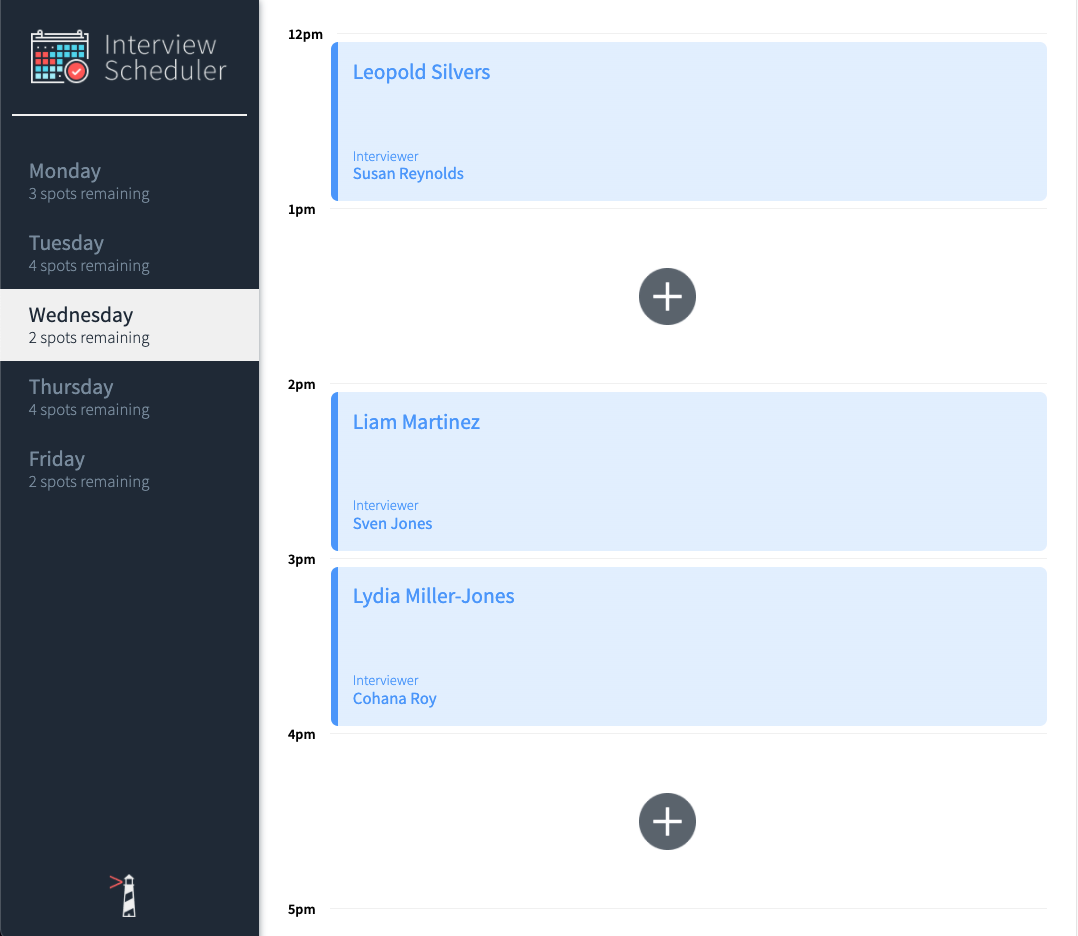 Interview
Scheduler
Monday
3 spots remaining
Tuesday
4 spots remaining
Wednesday
2 spots remaining
Thursday
4 spots remaining
Friday
2 spots remaining
12pm
Leopold Silvers
Interviewer
Susan Reynolds
1pm
2pm
Liam Martinez
Interviewer
Sven Jones
3pm
Lydia Miller-Jones
Interviewer
Cohana Roy
4pm
5pm